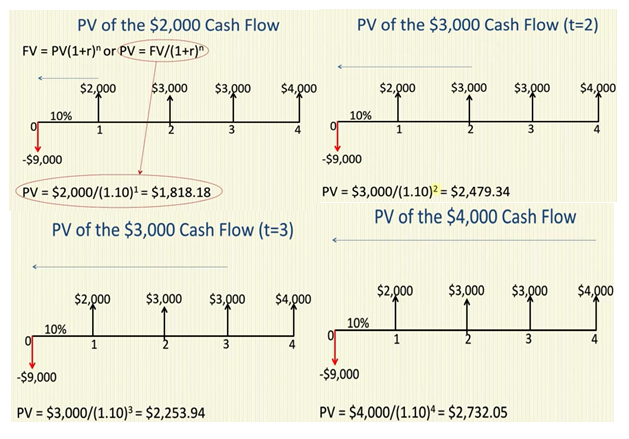 PV of the $2,000 Cash Flow
FV = PV(1+r)ⁿ or PV = FV/(1+r)ⁿ
$2,000 $3,000 $3,000 $4,000
10%
0 1 2 3 4
-$9,000
PV = $2,000/(1.10)¹ = $1,818.18
PV of the $3,000 Cash Flow (t=2)
$2,000 $3,000 $3,000 $4,000
10%
0 1 2 3 4
-$9,000
PV = $3,000/(1.10)² = $2,479.34
PV of the $3,000 Cash Flow (t=3)
$2,000 $3,000 $3,000 $4,000
10%
0 1 2 3 4
-$9,000
PV = $3,000/(1.10)³ = $2,253.94
PV of the $4,000 Cash Flow
$2,000 $3,000 $3,000 $4,000
10%
0 1 2 3 4
-$9,000
PV = $4,000/(1.10)⁴ = $2,732.05